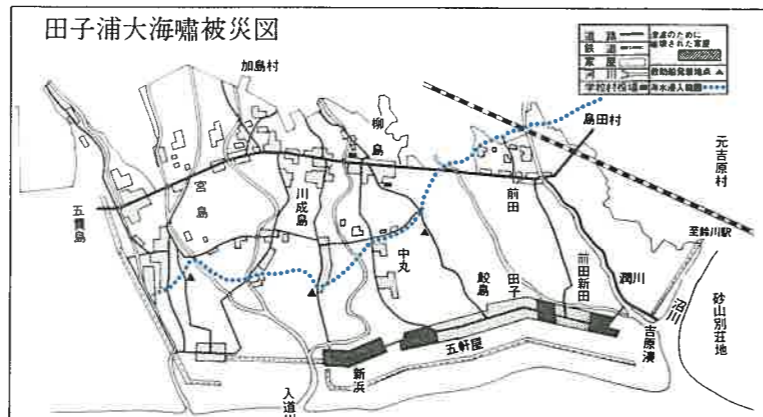 田子浦大海嘯被災図
道路
鉄道
家屋
河川
学校村役場
津波のために
破壊された家屋
救助船発着地点
海水浸入範囲
加島村
柳島
島田村
元吉原村
宮島
川成島
前田
五貫島
至鈴川駅
中丸
鮫島
田子
前田新田
潤川
沼川
砂山別荘地
吉原湊
五軒屋
新浜
入道川